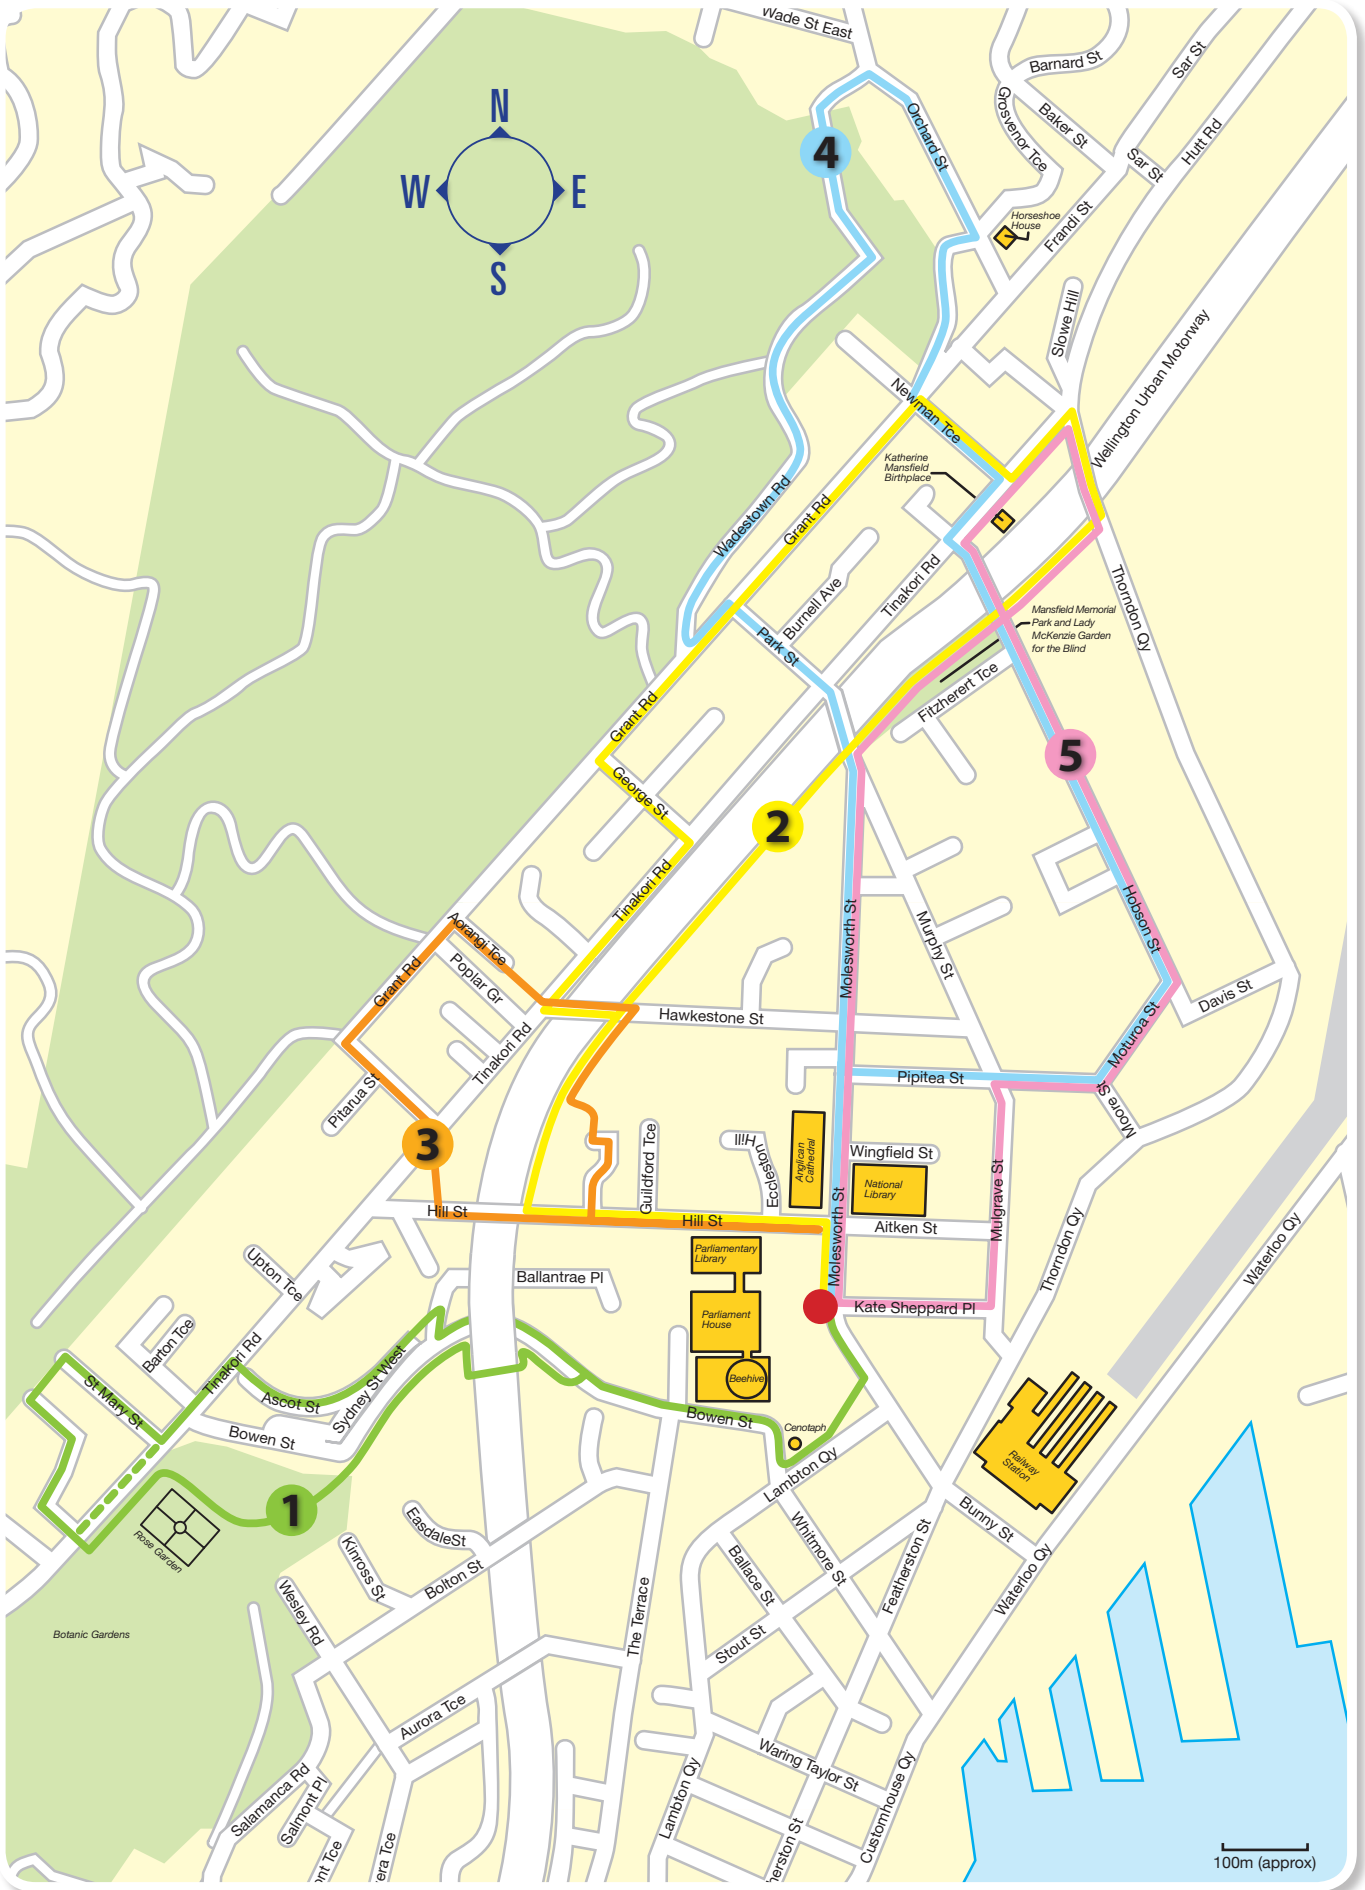 Wade St East
Barnard St
Sar St
Grosvenor Tce
Baker St
Sar St
Hutt Rd
Orchard St
N
W
E
S
4
Horseshoe
House
Frandi St
Slowe Hill
Wellington Urban Motorway
Newman Tce
Katherine
Mansfield
Birthplace
Wadestown Rd
Grant Rd
Tinakori Rd
Burnell Ave
Park St
Thorndon Qy
Mansfield Memorial
Park and Lady
McKenzie Garden
for the Blind
Fitzherert Tce
Grant Rd
George St
5
2
Tinakori Rd
Hobson St
Molesworth St
Murphy St
Aorangi Tce
Poplar Gr
Grant Rd
Davis St
Hawkestone St
Moturoa St
Tinakori Rd
Pipitea St
Pitarua St
Moore St
3
Guildford Tce
Eccleston
Hill
Anglican
Cathedral
Wingfield St
National
Library
Mulgrave St
Hill St
Hill St
Molesworth St
Aitken St
Thorndon Qy
Waterloo Qy
Parliamentary
Library
Upton Tce
Ballantrae Pl
Parliament
House
Kate Sheppard Pl
Barton Tce
Tinakori Rd
Sydney St West
Beehive
St Mary St
Ascot St
Bowen St
Bowen St
Cenotaph
Lambton Qy
Railway
Station
1
Rose Garden
Easdale St
Kinross St
Bolton St
Whitmore St
Bunny St
Ballace St
Featherston St
Waterloo Qy
Wesley Rd
The Terrace
Stout St
Botanic Gardens
Aurora Tce
Waring Taylor St
Salamanca Rd
Salmont Pl
Lambton Qy
Customhouse Qy
ont Tce
era Tce
herston St
100m (approx)